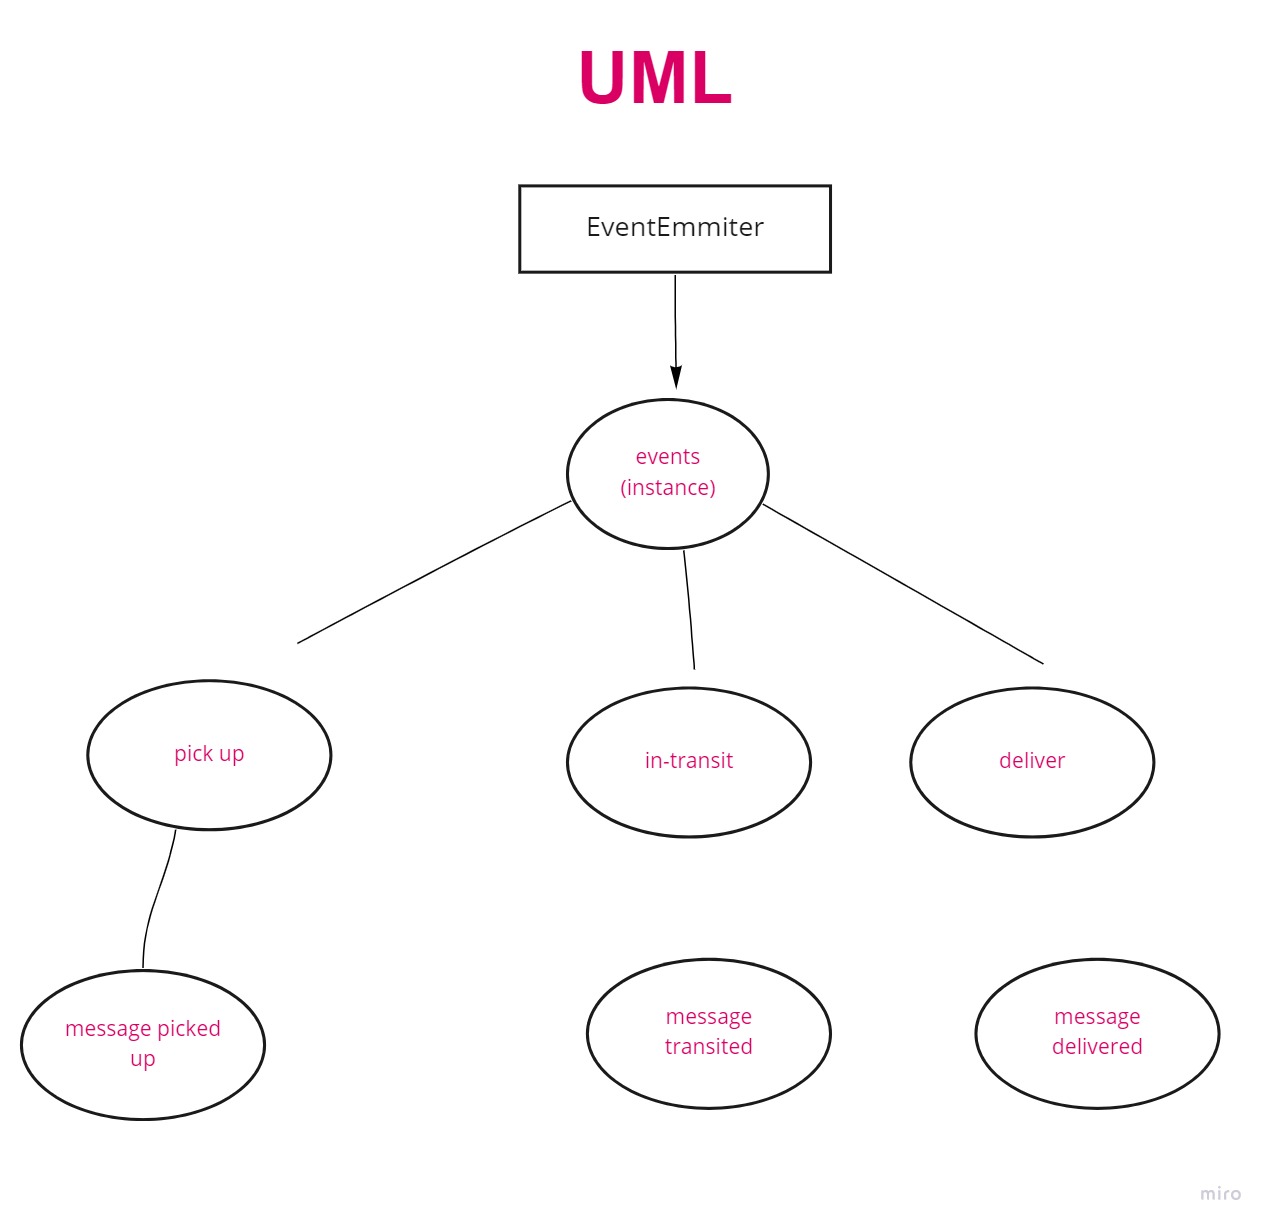 UML
EventEmmiter
events
(instance)
pick up
in-transit
deliver
message picked
up
message
transited
message
delivered
miro